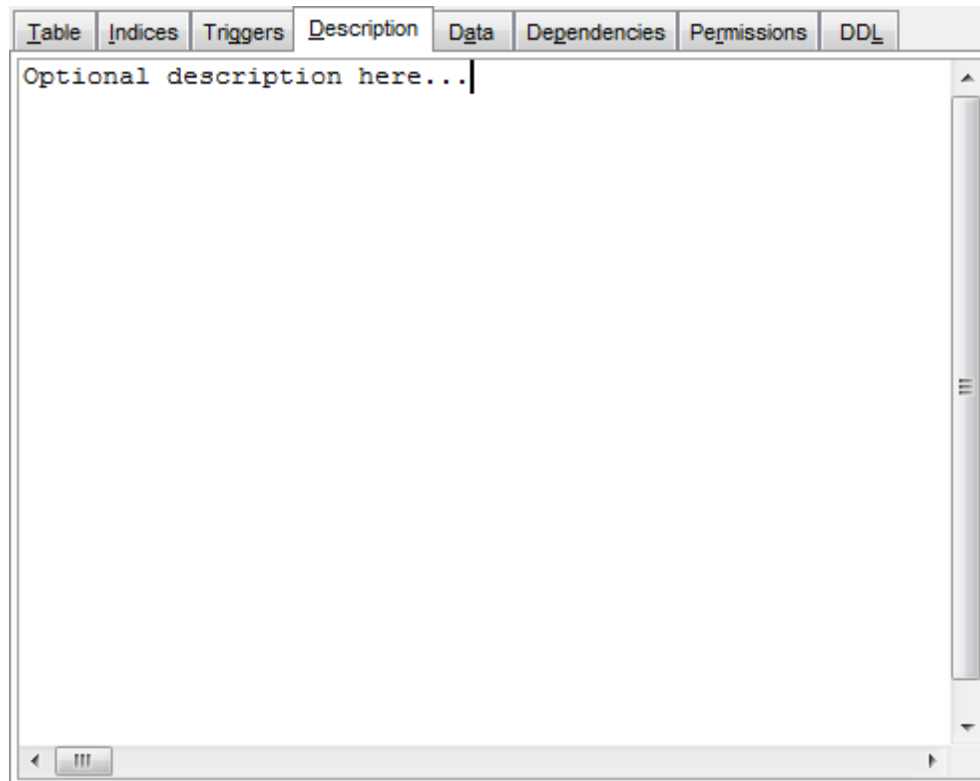 Table Indices Triggers Description Data Dependencies Permissions DDL
Optional description here...